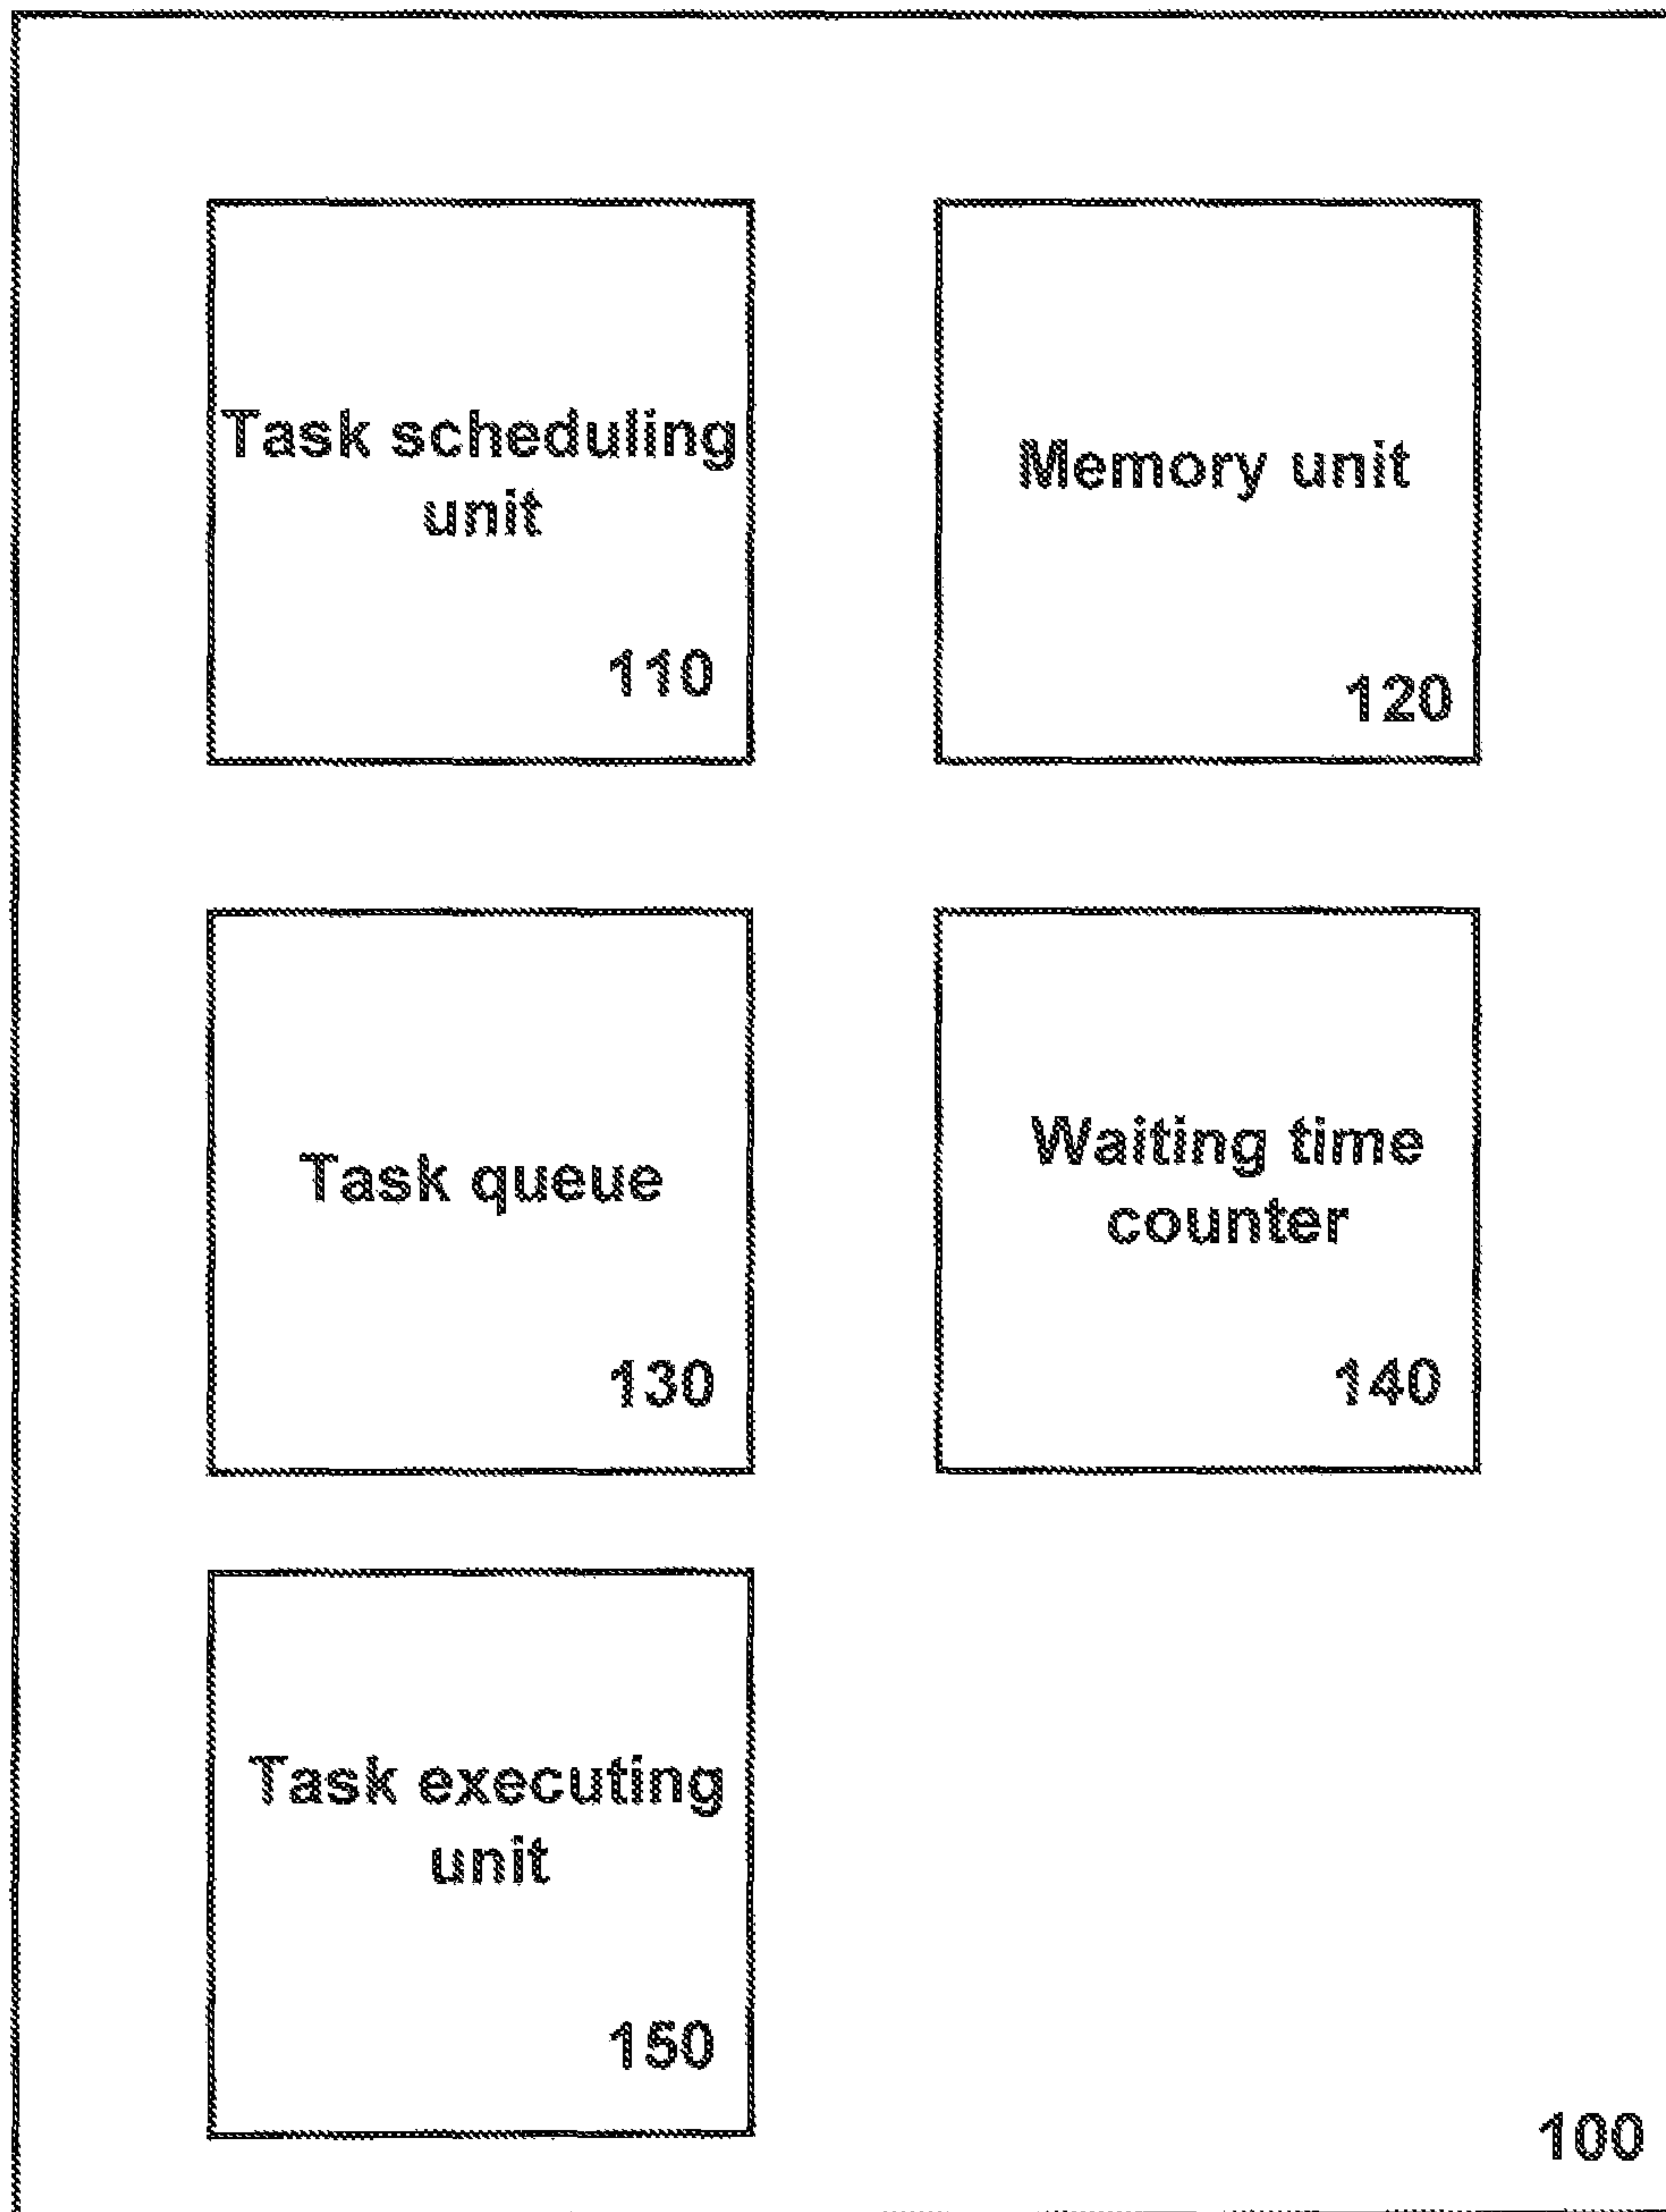 Task scheduling
unit
110
Memory unit
120
Task queue
130
Waiting time
counter
140
Task executing
unit
150
100